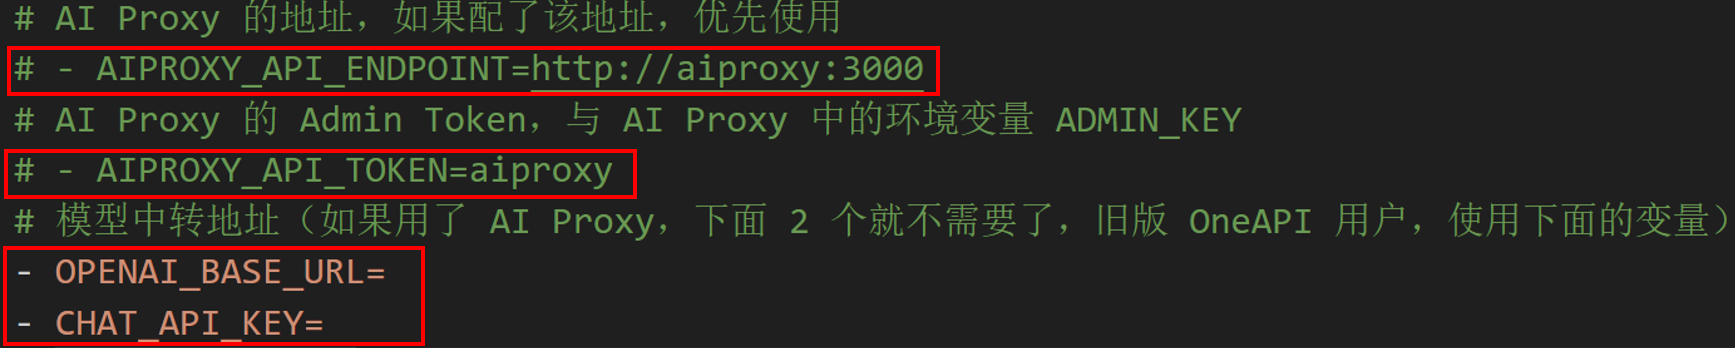 # AI Proxy 的地址，如果配了该地址，优先使用
# - AIPROXY_API_ENDPOINT=http://aiproxy:3000
# AI Proxy 的 Admin Token，与 AI Proxy 中的环境变量 ADMIN_KEY
# - AIPROXY_API_TOKEN=aiproxy
# 模型中转地址（如果用了 AI Proxy，下面 2 个就不需要了，旧版 OneAPI 用户，使用下面的变量）
- OPENAI_BASE_URL=
- CHAT_API_KEY=